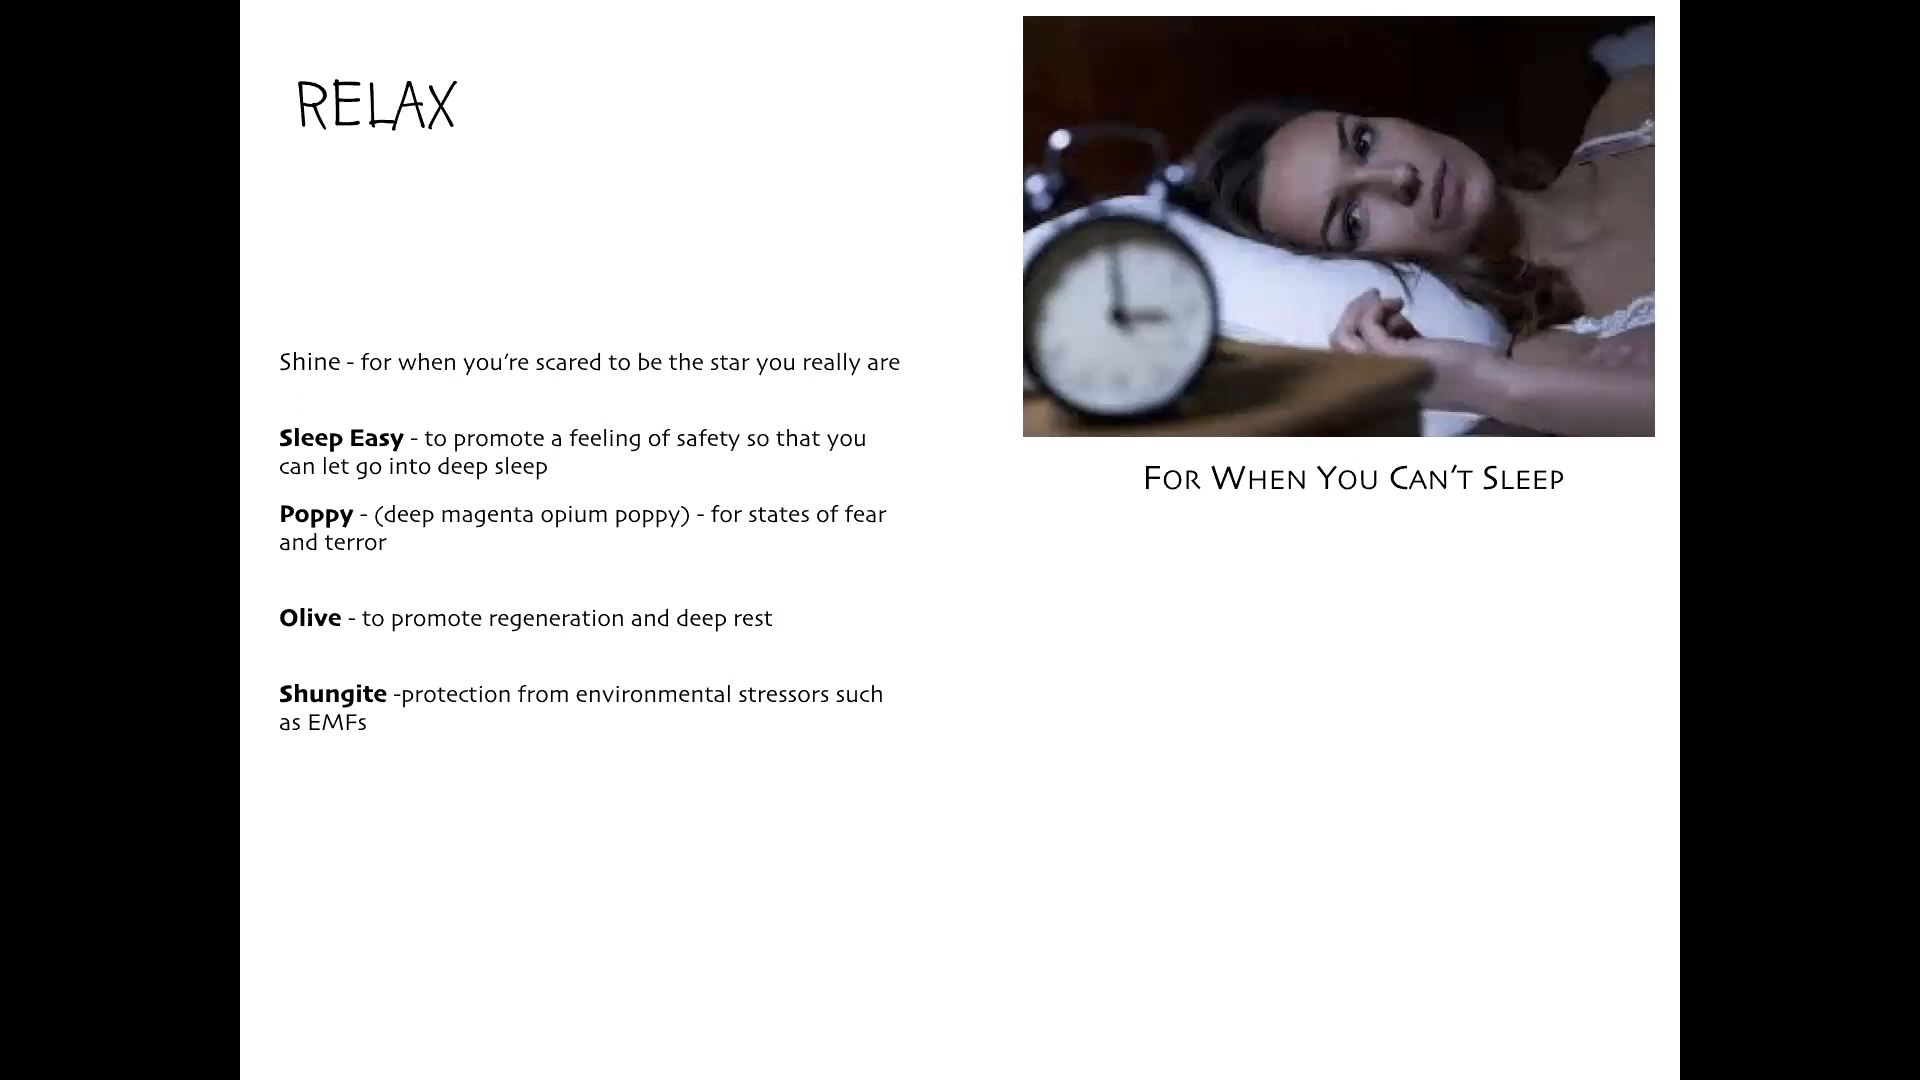 RELAX
Shine - for when you’re scared to be the star you really are
Sleep Easy - to promote a feeling of safety so that you
can let go into deep sleep
Poppy - (deep magenta opium poppy) - for states of fear
and terror
Olive - to promote regeneration and deep rest
Shungite -protection from environmental stressors such
as EMFs
For When You Can’t Sleep